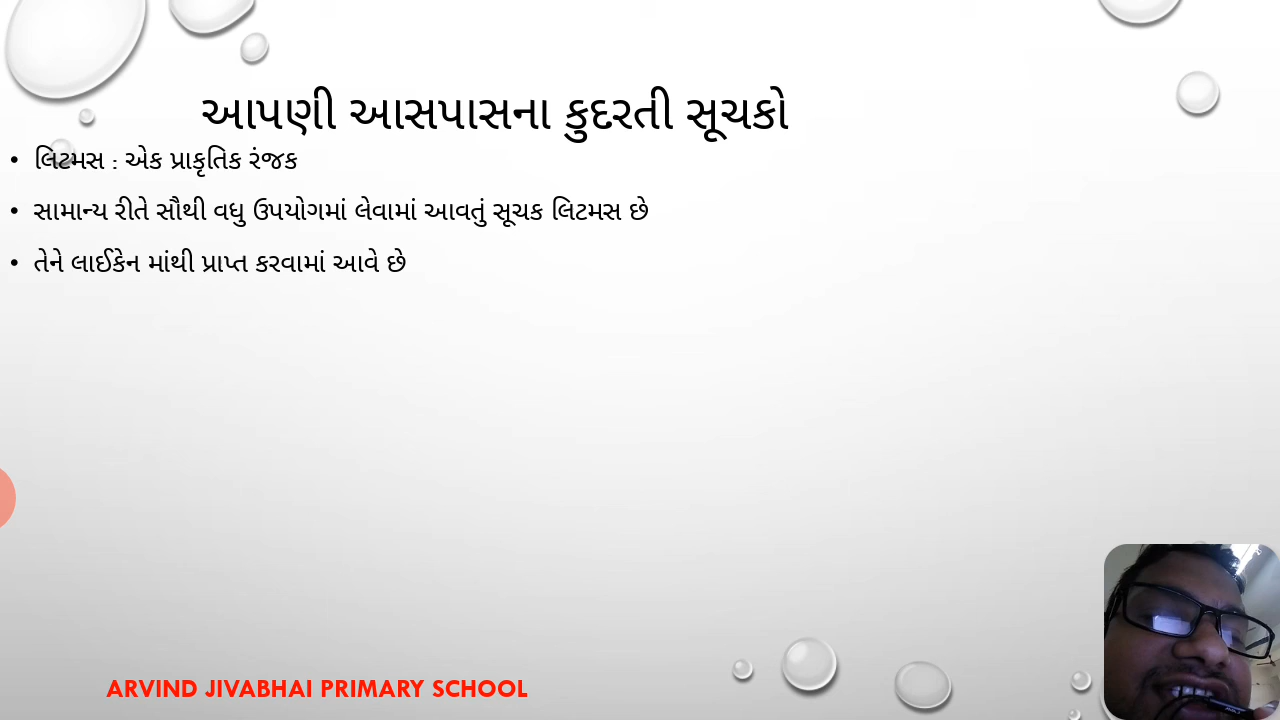 આપણી આસપાસના કુદરતી સૂચકો
• લિટમસ : એક પ્રાકૃતિક રંજક
• સામાન્ય રીતે સૌથી વધુ ઉપયોગમાં લેવામાં આવતું સૂચક લિટમસ છે
• તેને લાઈકેન માંથી પ્રાપ્ત કરવામાં આવે છે
ARVIND JIVABHAI PRIMARY SCHOOL